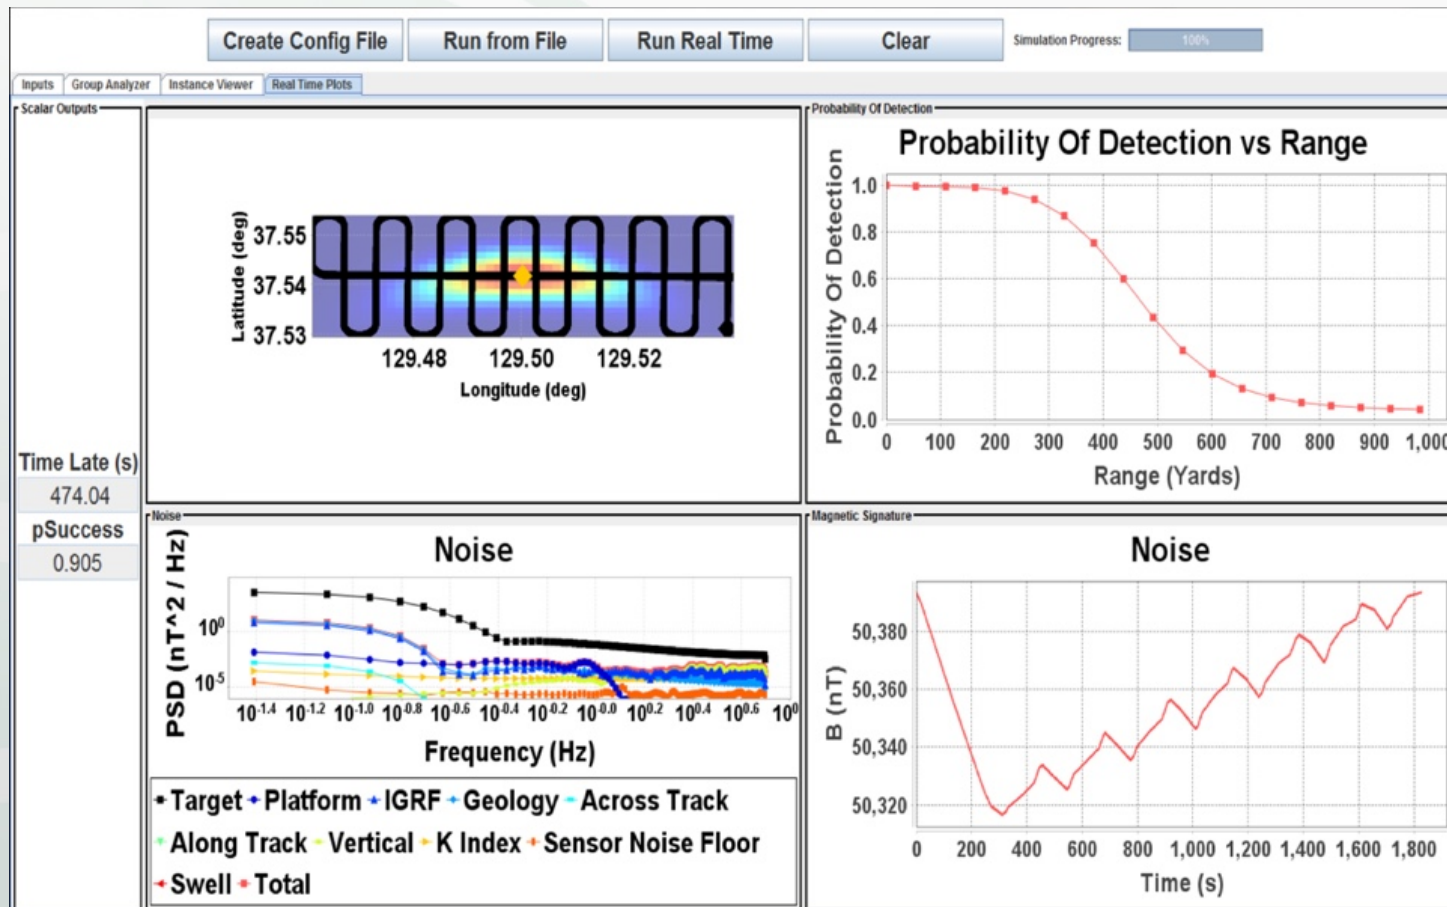 Create Config File Run from File Run Real Time Clear Simulation Progress: 100%
Inputs Group Analyzer Instance Viewer Real Time Plots
Scalar Outputs
Time Late (s)
474.04
pSuccess
0.905
Latitude (deg)
37.55
37.54
37.53
129.48 129.50 129.52
Longitude (deg)
Probability Of Detection
Probability Of Detection vs Range
Probability Of Detection
1.0
0.8
0.6
0.4
0.2
0.0
0 100 200 300 400 500 600 700 800 900 1,000
Range (Yards)
Noise
Noise
PSD (nT^2 / Hz)
10^0
10^-5
10^-1.4 10^-1.2 10^-1.0 10^-0.8 10^-0.6 10^-0.4 10^-0.2 10^-0.0 10^0.2 10^0.4 10^0.6 10^0
Frequency (Hz)
Target Platform IGRF Geology Across Track
Along Track Vertical K Index Sensor Noise Floor
Swell Total
Magnetic Signature
Noise
B (nT)
50,380
50,360
50,340
50,320
0 200 400 600 800 1,000 1,200 1,400 1,600 1,800
Time (s)